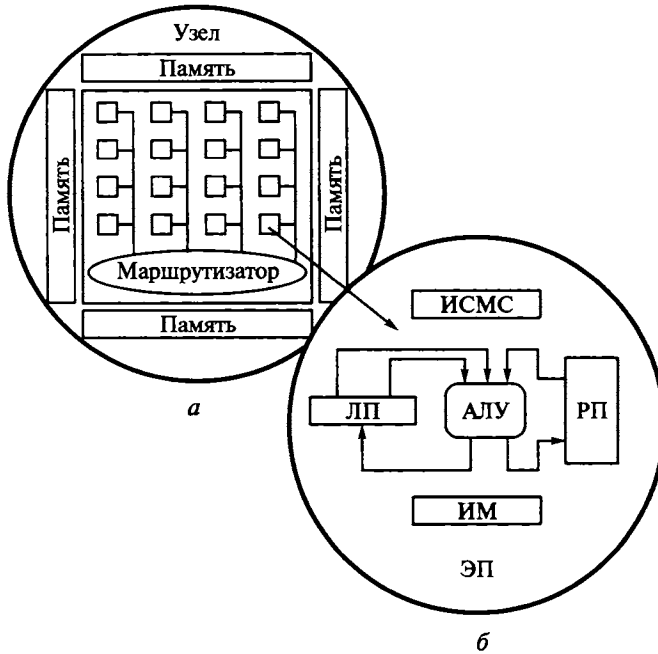 Узел
Память
Память
Память
Маршрутизатор
Память
а
ИСМС
ЛП
АЛУ
РП
ИМ
ЭП
б